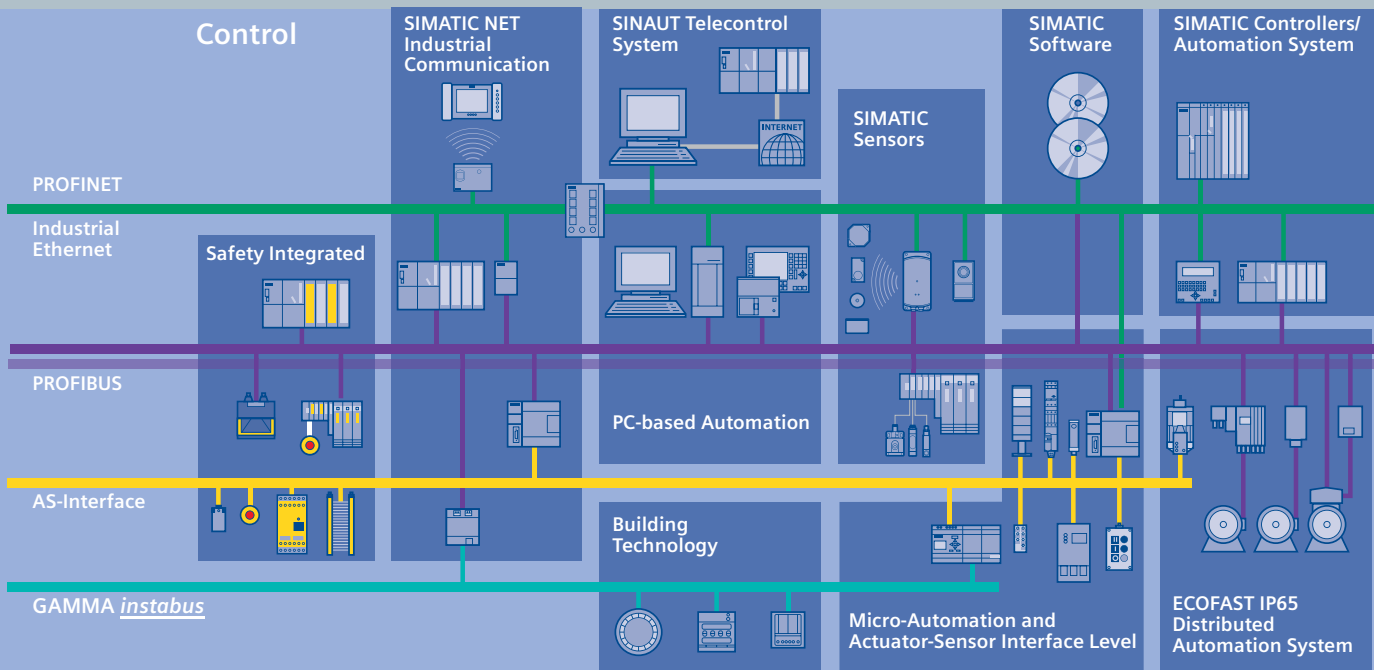 Control
SIMATIC NET
Industrial
Communication
SINAUT Telecontrol
System
INTERNET
SIMATIC
Sensors
SIMATIC
Software
SIMATIC Controllers/
Automation System
PROFINET
Industrial
Ethernet
Safety Integrated
PROFIBUS
PC-based Automation
AS-Interface
Building
Technology
GAMMA instabus
Micro-Automation and
Actuator-Sensor Interface Level
ECOFAST IP65
Distributed
Automation System